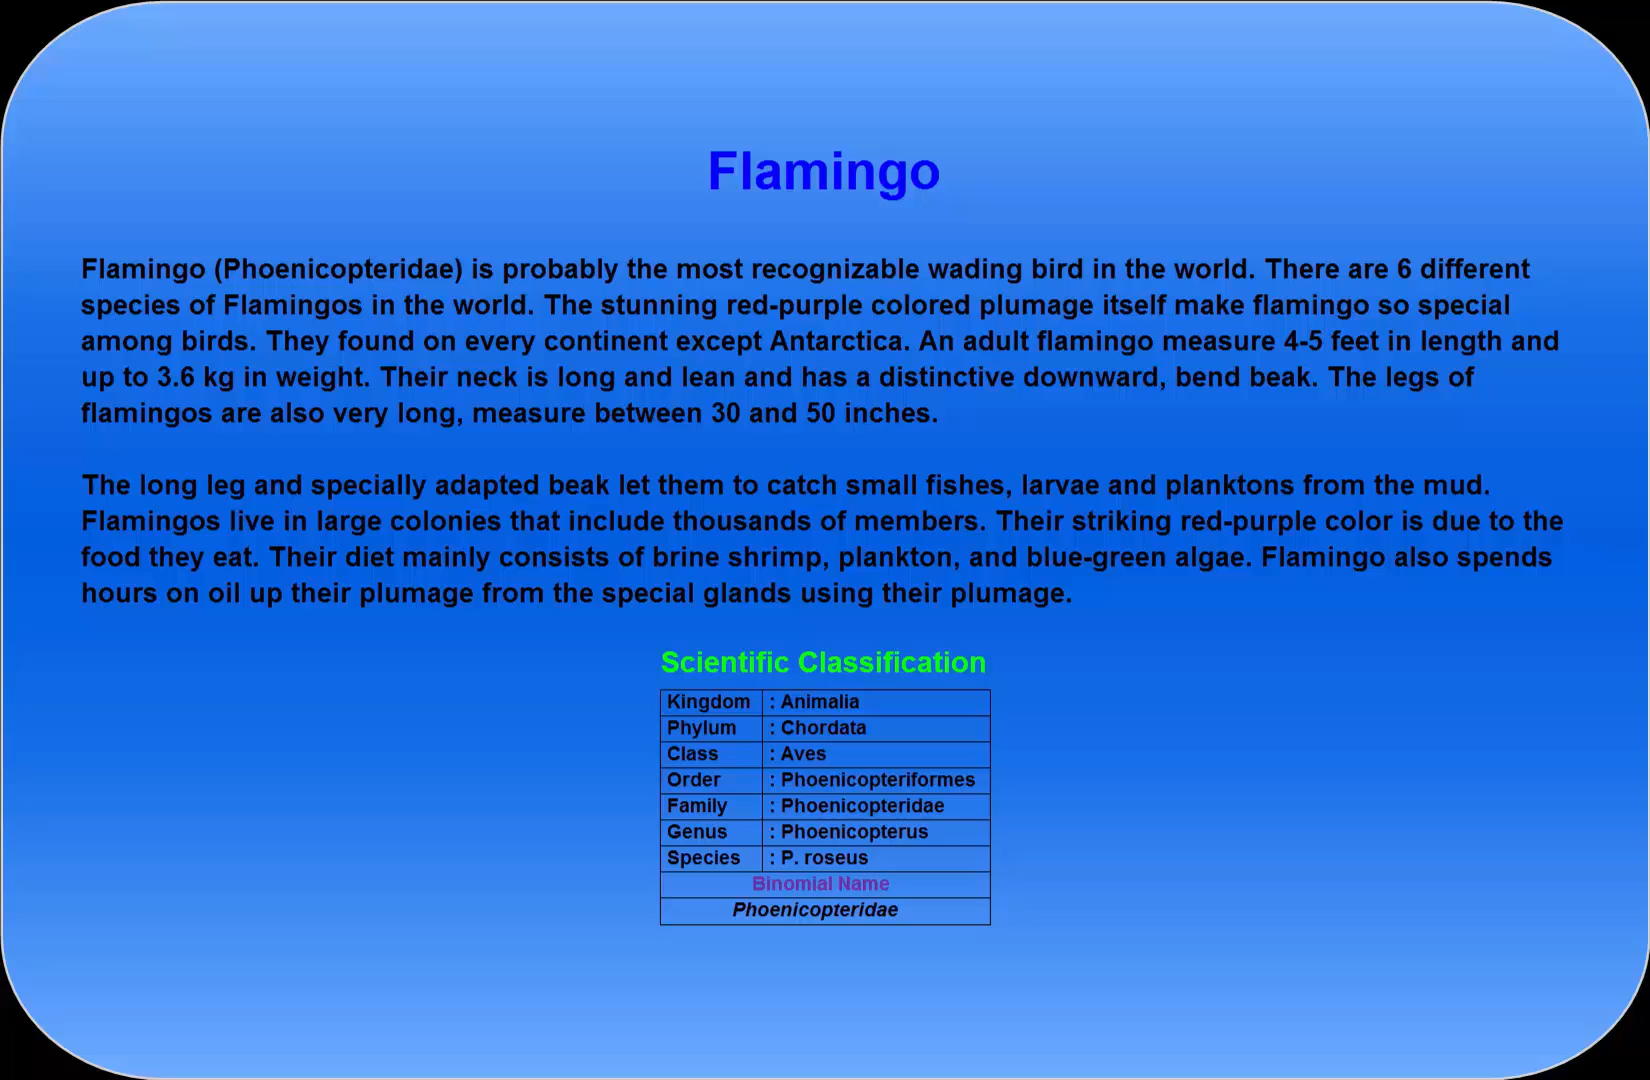 Flamingo
Flamingo (Phoenicopteridae) is probably the most recognizable wading bird in the world. There are 6 different
species of Flamingos in the world. The stunning red-purple colored plumage itself make flamingo so special
among birds. They found on every continent except Antarctica. An adult flamingo measure 4-5 feet in length and
up to 3.6 kg in weight. Their neck is long and lean and has a distinctive downward, bend beak. The legs of
flamingos are also very long, measure between 30 and 50 inches.
The long leg and specially adapted beak let them to catch small fishes, larvae and planktons from the mud.
Flamingos live in large colonies that include thousands of members. Their striking red-purple color is due to the
food they eat. Their diet mainly consists of brine shrimp, plankton, and blue-green algae. Flamingo also spends
hours on oil up their plumage from the special glands using their plumage.
Scientific Classification
Kingdom : Animalia
Phylum : Chordata
Class : Aves
Order : Phoenicopteriformes
Family : Phoenicopteridae
Genus : Phoenicopterus
Species : P. roseus
Binomial Name
Phoenicopteridae